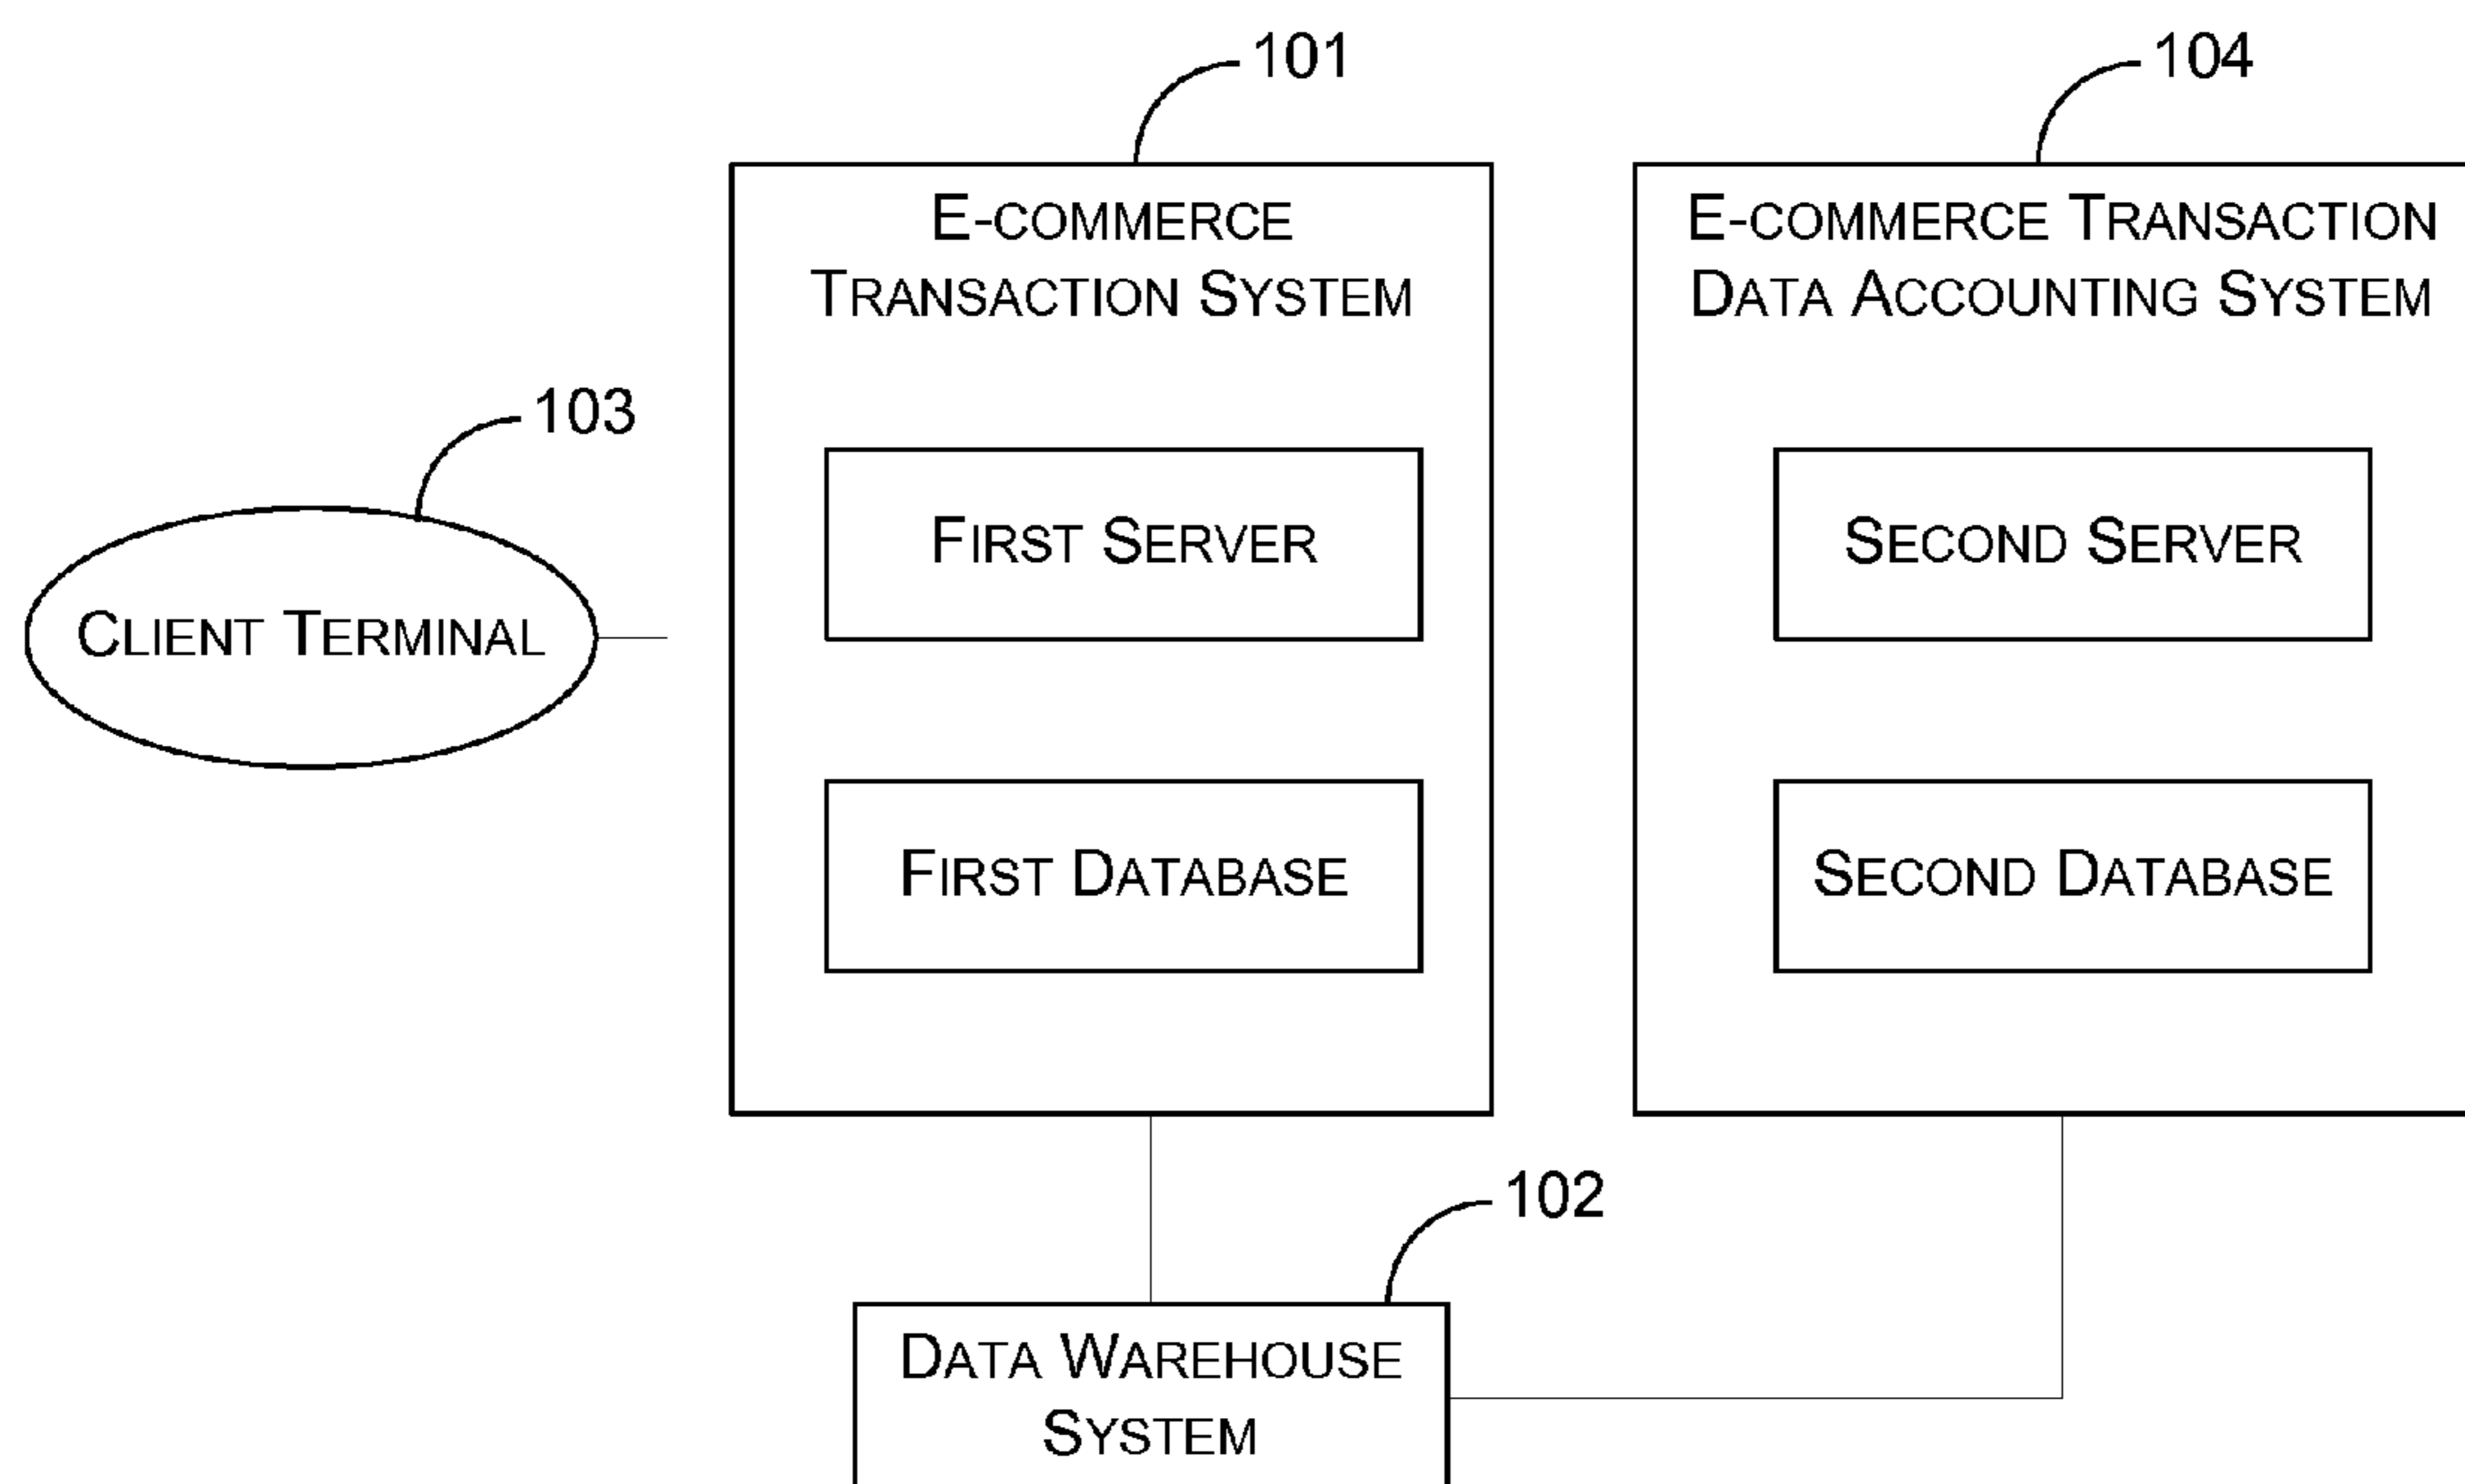 101
104
E-COMMERCE
TRANSACTION SYSTEM
E-COMMERCE TRANSACTION
DATA ACCOUNTING SYSTEM
103
FIRST SERVER
SECOND SERVER
CLIENT TERMINAL
FIRST DATABASE
SECOND DATABASE
102
DATA WAREHOUSE
SYSTEM